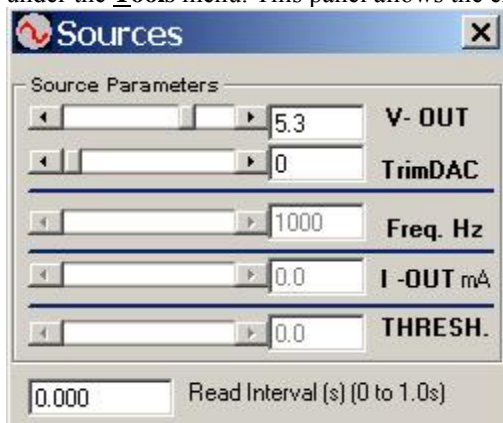 under the Tools menu. This panel allows the
Sources
Source Parameters
5.3 V- OUT
0 TrimDAC
1000 Freq. Hz
0.0 I -OUT mA
0.0 THRESH.
0.000 Read Interval (s) (0 to 1.0s)